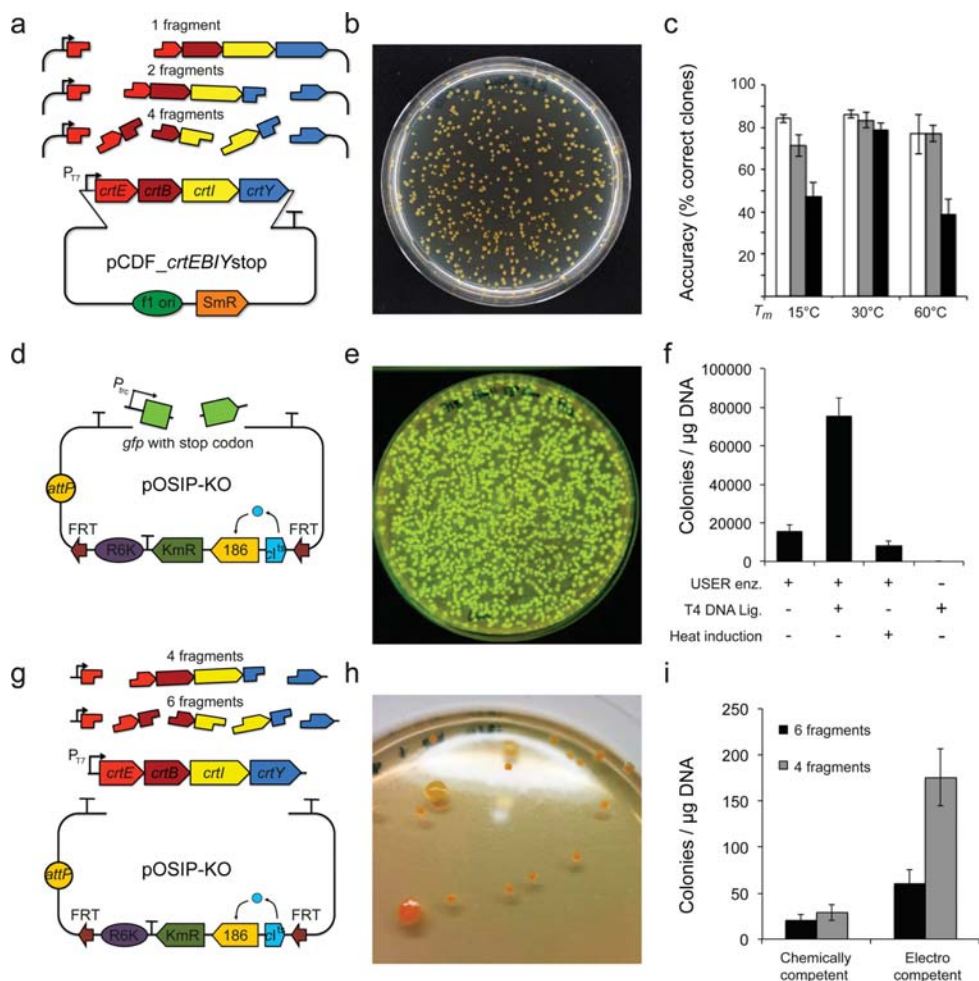 a
1 fragment
2 fragments
4 fragments
PT7
crtE crtB crtI crtY
pCDF_crtEBIYstop
f1 ori SmR
b
c
Accuracy (% correct clones)
100
80
60
40
20
0
Tm 15°C 30°C 60°C
d
Ptrc
gfp with stop codon
attP
pOSIP-KO
FRT FRT
R6K KmR 186 cIts
e
f
Colonies / µg DNA
100000
80000
60000
40000
20000
0
USER enz. + + + -
T4 DNA Lig. - + - +
Heat induction - - + -
g
4 fragments
6 fragments
PT7
crtE crtB crtI crtY
attP
pOSIP-KO
FRT FRT
R6K KmR 186 cIts
h
i
Colonies / µg DNA
250
200
150
100
50
0
6 fragments
4 fragments
Chemically competent
Electro competent